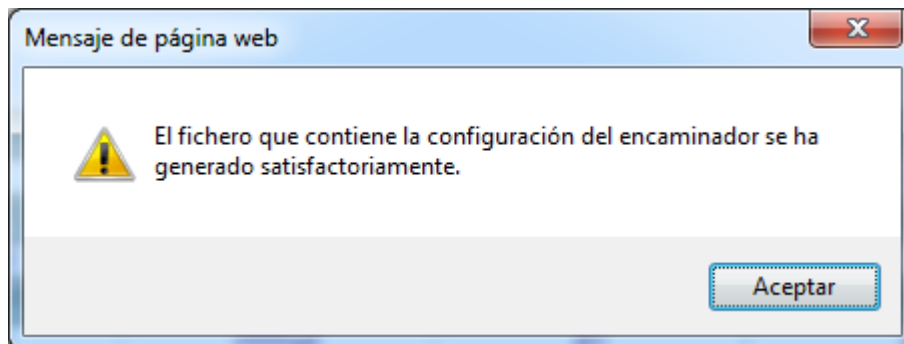 Mensaje de página web
El fichero que contiene la configuración del encaminador se ha
generado satisfactoriamente.
Aceptar